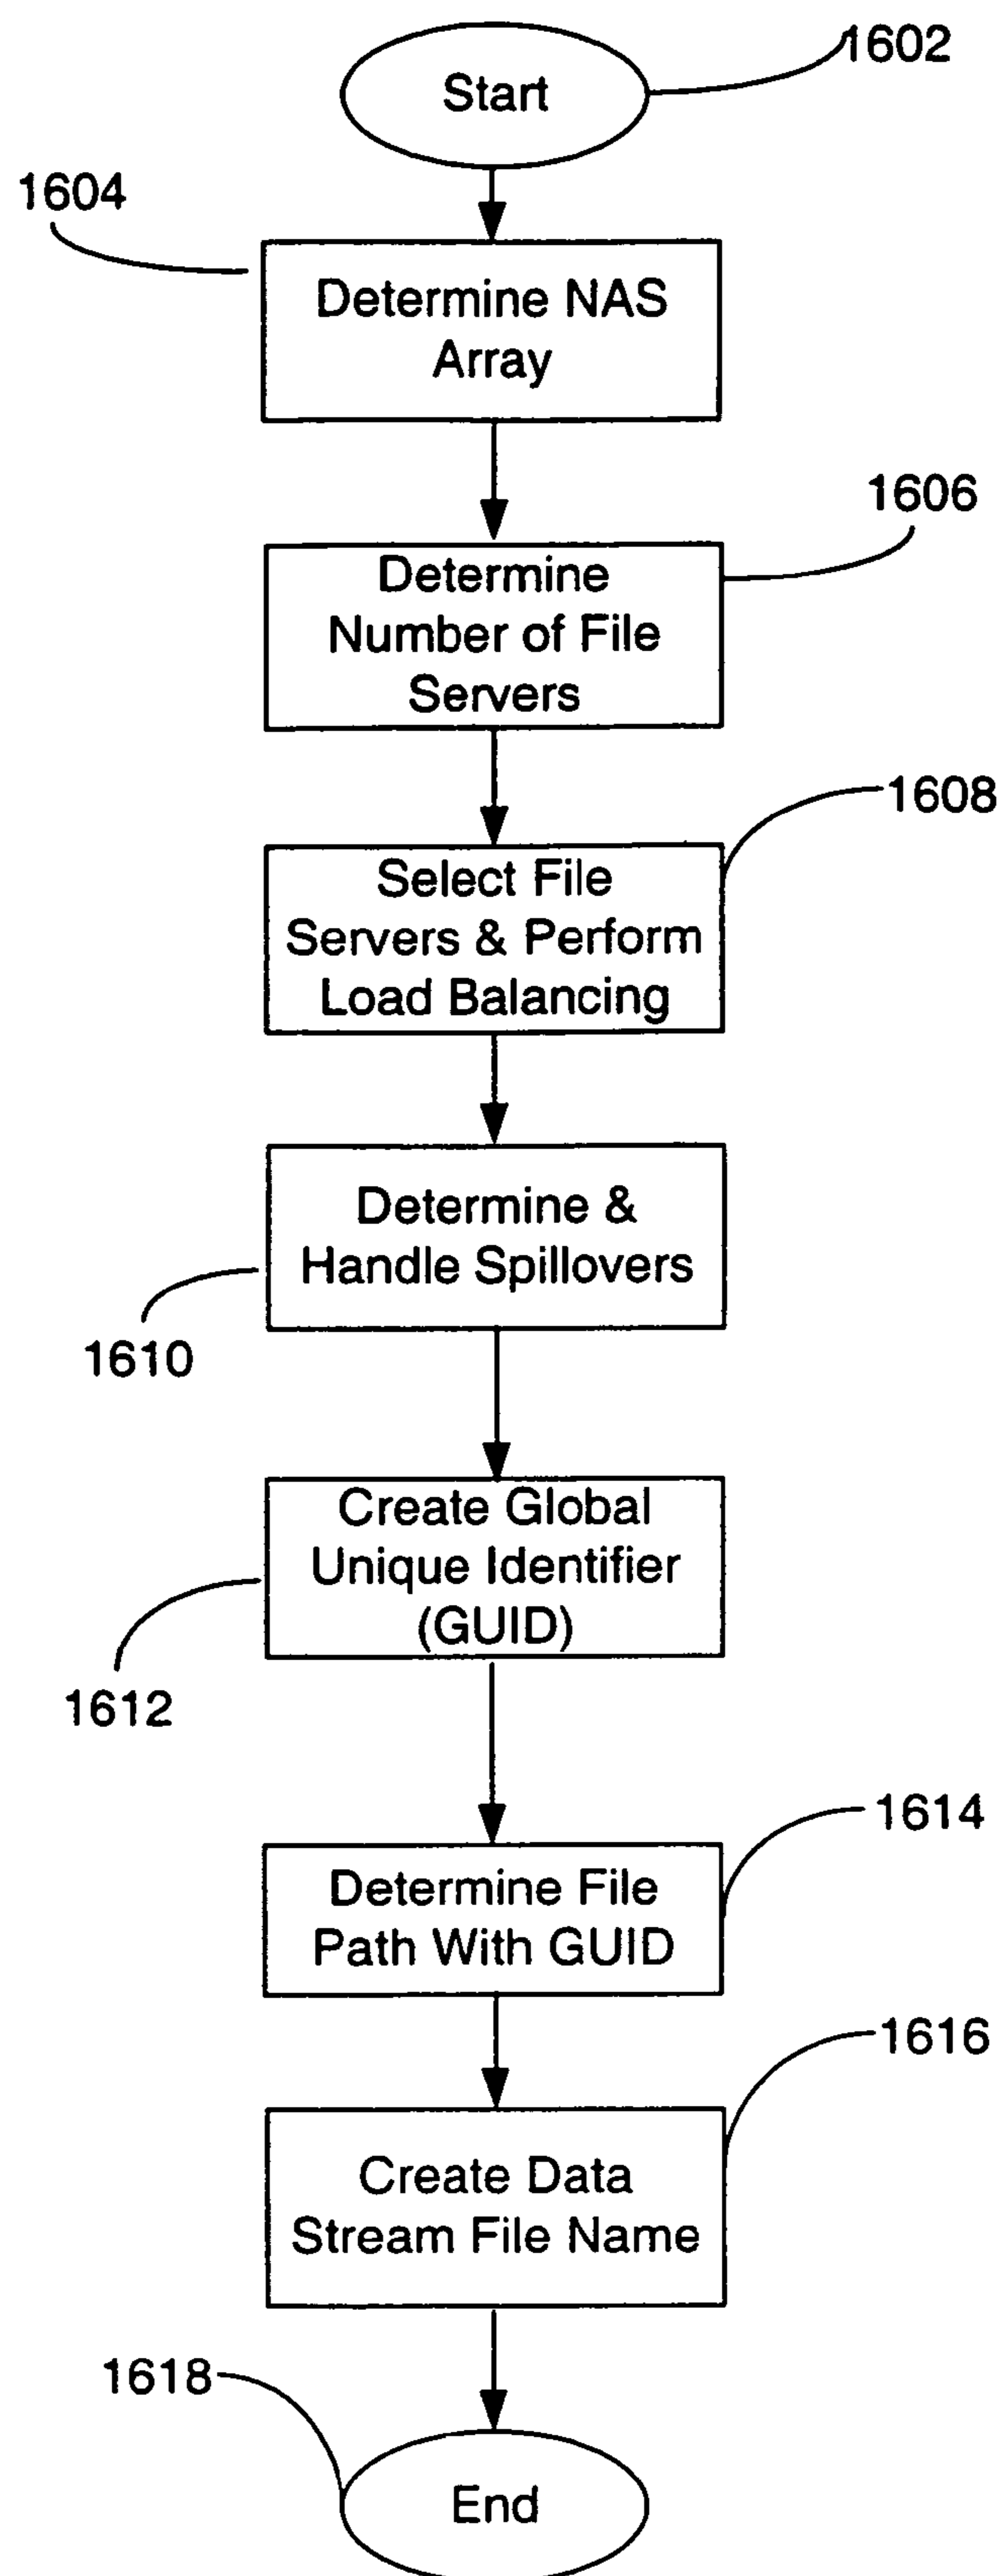 1602
Start
1604
Determine NAS
Array
1606
Determine
Number of File
Servers
1608
Select File
Servers & Perform
Load Balancing
Determine &
Handle Spillovers
1610
Create Global
Unique Identifier
(GUID)
1612
1614
Determine File
Path With GUID
1616
Create Data
Stream File Name
1618
End